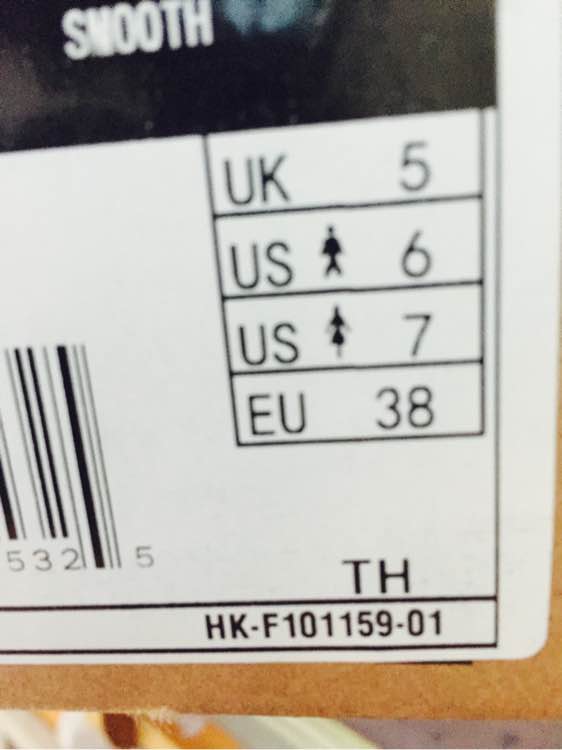 SMOOTH
UK 5
US 6
US 7
EU 38
532 5
TH
HK-F101159-01